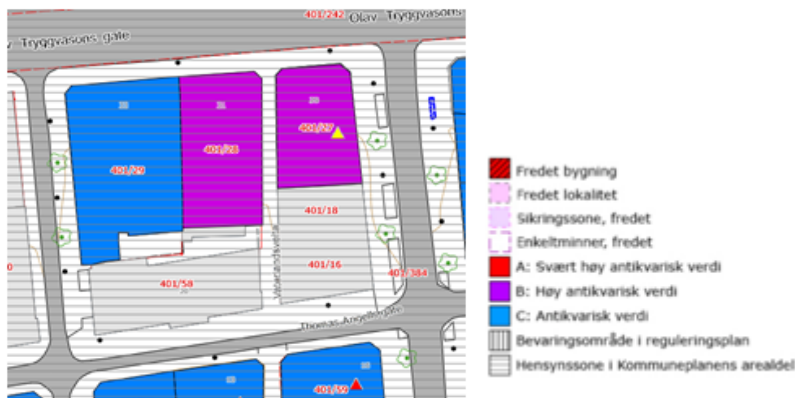 401/242
Olav Tryggvasons
v Tryggvasons gate
401/27
401/28
401/29
401/18
401/16
401/58
401/384
Thomas Angells gate
401/59
Fredet bygning
Fredet lokalitet
Sikringssone, fredet
Enkeltminner, fredet
A: Svært høy antikvarisk verdi
B: Høy antikvarisk verdi
C: Antikvarisk verdi
Bevaringsområde i reguleringsplan
Hensynssone i Kommuneplanens arealdel